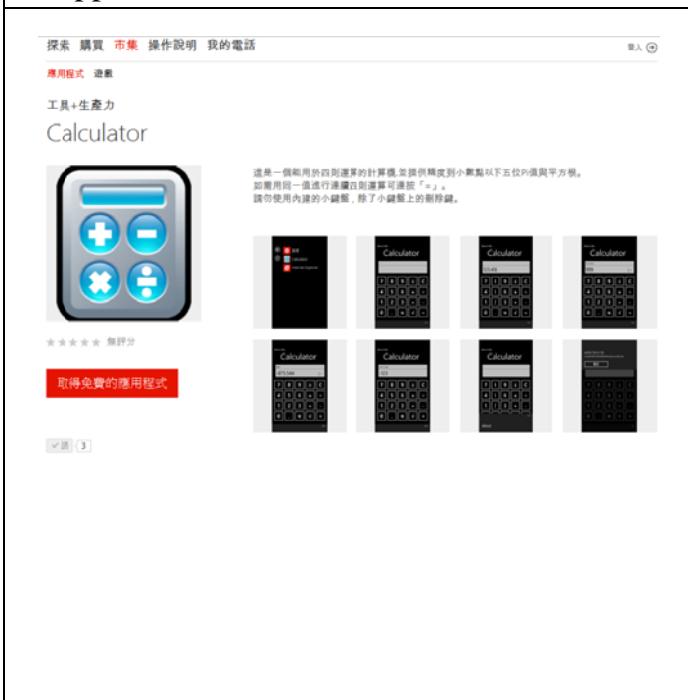 探索 購買 市集 操作說明 我的電話
登入
應用程式 遊戲
工具+生產力
Calculator
這是一個能用於四則運算的計算機,並提供精度到小數點以下五位Pi值與平方根。
如需用同一值進行連續四則運算可連按「=」。
請勿使用內建的小鍵盤,除了小鍵盤上的刪除鍵。
Calculator
Calculator
Calculator
無評分
Calculator
Calculator
Calculator
取得免費的應用程式
3